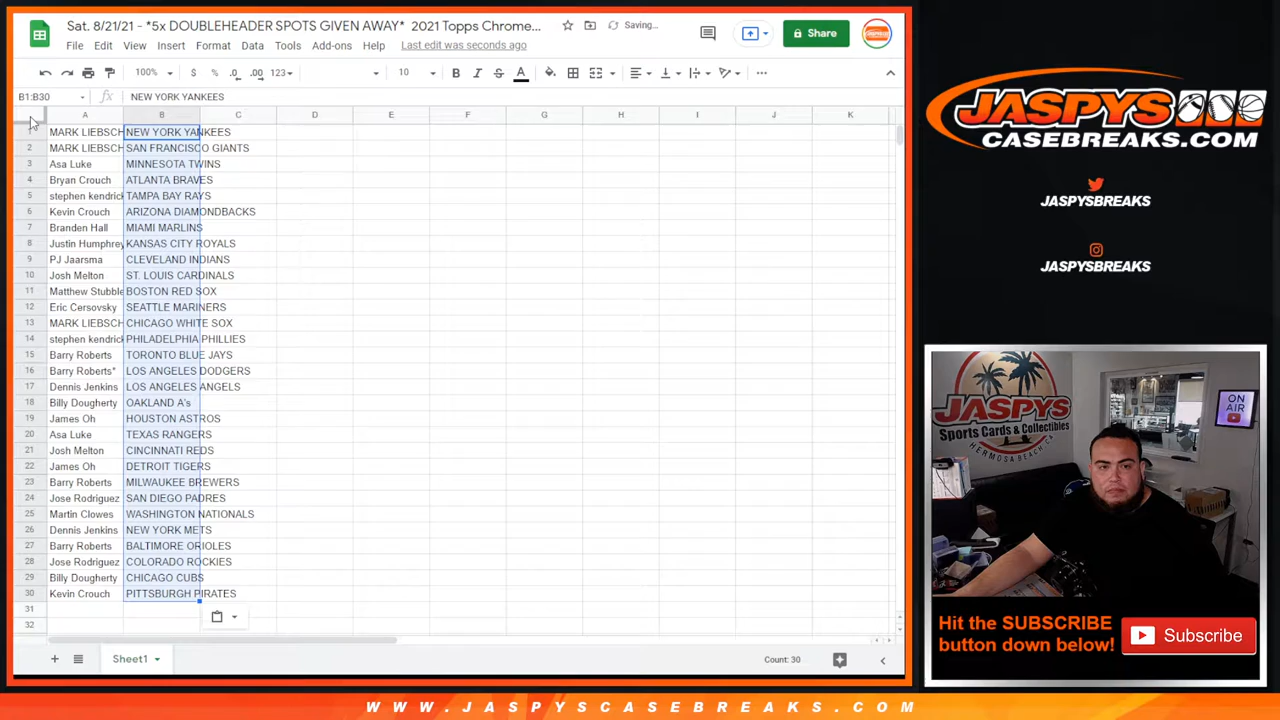 Sat. 8/21/21 - *5x DOUBLEHEADER SPOTS GIVEN AWAY* 2021 Topps Chrome...
Saving...
File Edit View Insert Format Data Tools Add-ons Help Last edit was seconds ago
Share
100% $ % .0 .00 123 10 B I S A
B1:B30 fx NEW YORK YANKEES
A B C D E F G H I J K
MARK LIEBSCH NEW YORK YANKEES
2 MARK LIEBSCH SAN FRANCISCO GIANTS
3 Asa Luke MINNESOTA TWINS
4 Bryan Crouch ATLANTA BRAVES
5 stephen kendrick TAMPA BAY RAYS
6 Kevin Crouch ARIZONA DIAMONDBACKS
7 Branden Hall MIAMI MARLINS
8 Justin Humphrey KANSAS CITY ROYALS
9 PJ Jaarsma CLEVELAND INDIANS
10 Josh Melton ST. LOUIS CARDINALS
11 Matthew Stubble BOSTON RED SOX
12 Eric Cersovsky SEATTLE MARINERS
13 MARK LIEBSCH CHICAGO WHITE SOX
14 stephen kendrick PHILADELPHIA PHILLIES
15 Barry Roberts TORONTO BLUE JAYS
16 Barry Roberts* LOS ANGELES DODGERS
17 Dennis Jenkins LOS ANGELES ANGELS
18 Billy Dougherty OAKLAND A's
19 James Oh HOUSTON ASTROS
20 Asa Luke TEXAS RANGERS
21 Josh Melton CINCINNATI REDS
22 James Oh DETROIT TIGERS
23 Barry Roberts MILWAUKEE BREWERS
24 Jose Rodriguez SAN DIEGO PADRES
25 Martin Clowes WASHINGTON NATIONALS
26 Dennis Jenkins NEW YORK METS
27 Barry Roberts BALTIMORE ORIOLES
28 Jose Rodriguez COLORADO ROCKIES
29 Billy Dougherty CHICAGO CUBS
30 Kevin Crouch PITTSBURGH PIRATES
31
32
Sheet1
Count: 30
JASPYS
CASEBREAKS.COM
JASPYSBREAKS
JASPYSBREAKS
JASPYS
Sports Cards & Collectibles
HERMOSA BEACH, CA
ON AIR
Hit the SUBSCRIBE
button down below!
Subscribe
WWW.JASPYSCASEBREAKS.COM